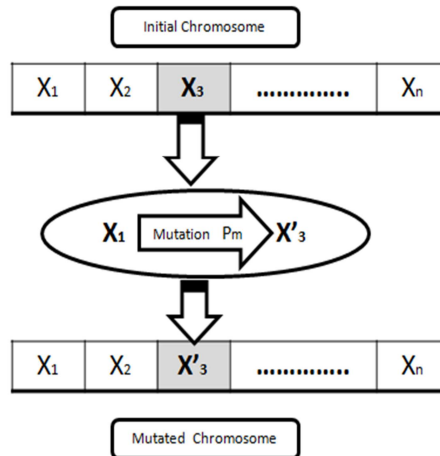 Initial Chromosome
X1 X2 X3 ………….. Xn
X1 Mutation Pm X'3
X1 X2 X'3 ………….. Xn
Mutated Chromosome